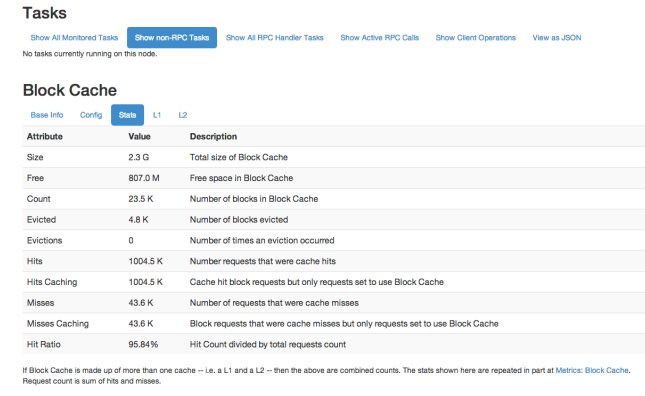 Tasks
Show All Monitored Tasks Show non-RPC Tasks Show All RPC Handler Tasks Show Active RPC Calls Show Client Operations View as JSON
No tasks currently running on this node.
Block Cache
Base Info Config Stats L1 L2
Attribute Value Description
Size 2.3 G Total size of Block Cache
Free 807.0 M Free space in Block Cache
Count 23.5 K Number of blocks in Block Cache
Evicted 4.8 K Number of blocks evicted
Evictions 0 Number of times an eviction occurred
Hits 1004.5 K Number requests that were cache hits
Hits Caching 1004.5 K Cache hit block requests but only requests set to use Block Cache
Misses 43.6 K Number of requests that were cache misses
Misses Caching 43.6 K Block requests that were cache misses but only requests set to use Block Cache
Hit Ratio 95.84% Hit Count divided by total requests count
If Block Cache is made up of more than one cache -- i.e. a L1 and a L2 -- then the above are combined counts. The stats shown here are repeated in part at Metrics: Block Cache.
Request count is sum of hits and misses.